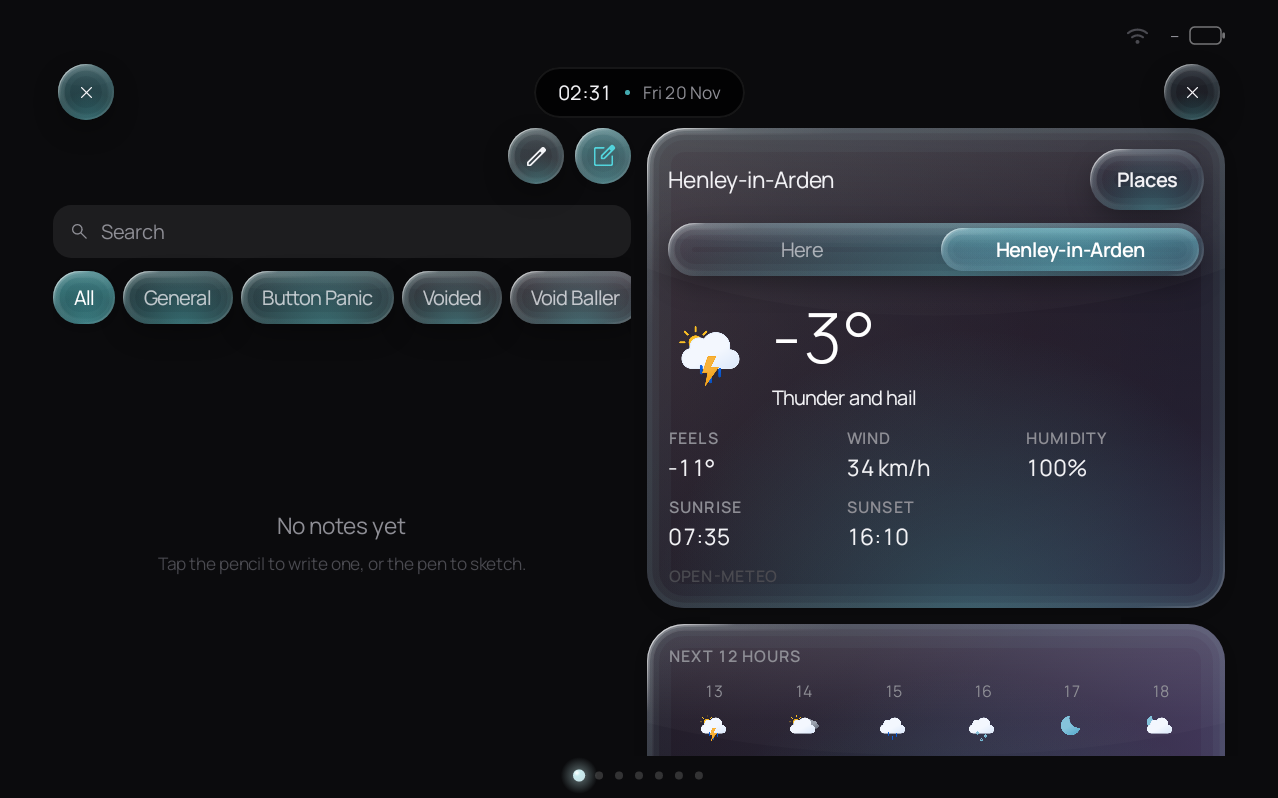 –
02:31 • Fri 20 Nov
Search
All General Button Panic Voided Void Baller
No notes yet
Tap the pencil to write one, or the pen to sketch.
Henley-in-Arden Places
Here Henley-in-Arden
-3°
Thunder and hail
FEELS WIND HUMIDITY
-11° 34 km/h 100%
SUNRISE SUNSET
07:35 16:10
OPEN-METEO
NEXT 12 HOURS
13 14 15 16 17 18